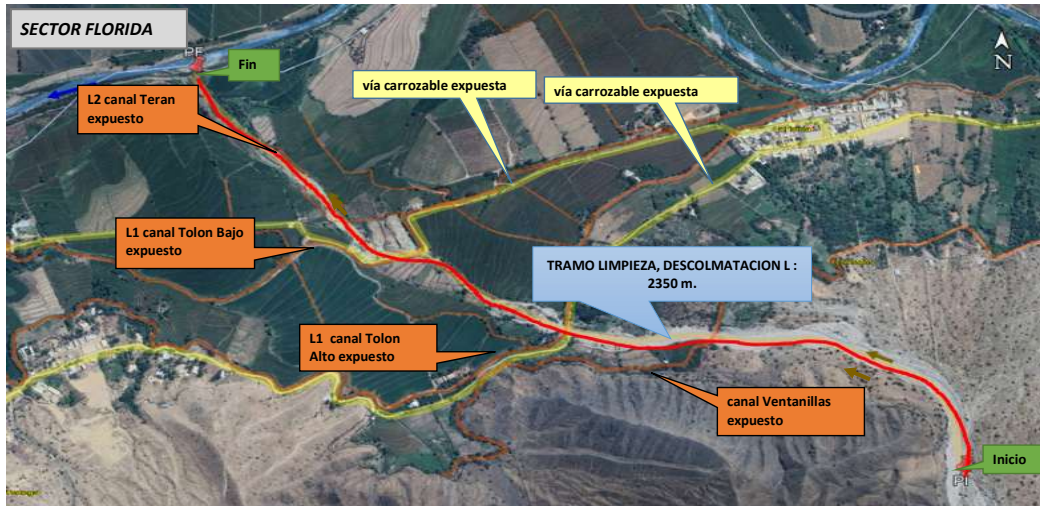 SECTOR FLORIDA
PF
Fin
N
L2 canal Teran
expuesto
vía carrozable expuesta
vía carrozable expuesta
L1 canal Tolon Bajo
expuesto
TRAMO LIMPIEZA, DESCOLMATACION L :
2350 m.
L1 canal Tolon
Alto expuesto
canal Ventanillas
expuesto
Inicio
PI